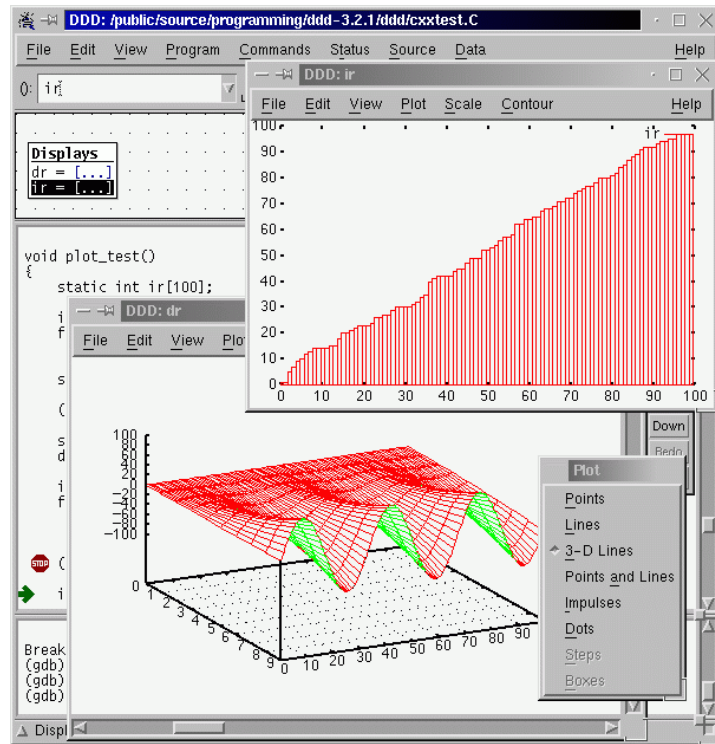 DDD: /public/source/programming/ddd-3.2.1/ddd/cxxtest.C
File Edit View Program Commands Status Source Data Help
(): ir
DDD: ir
File Edit View Plot Scale Contour Help
Displays
dr = [...]
ir = [...]
ir
100
90
80
70
60
50
40
30
20
10
0
0 10 20 30 40 50 60 70 80 90 100
void plot_test()
{
static int ir[100];
i
f
s
(
s
d
i
f
STOP (
i
DDD: dr
File Edit View Plo
100
80
60
40
20
0
-20
-40
-60
-80
-100
0 1 2 3 4 5 6 7 8 9
0 10 20 30 40 50 60 70 80 90
Down
Redo
Plot
Points
Lines
3-D Lines
Points and Lines
Impulses
Dots
Steps
Boxes
Break
(gdb)
(gdb)
(gdb)
Displ